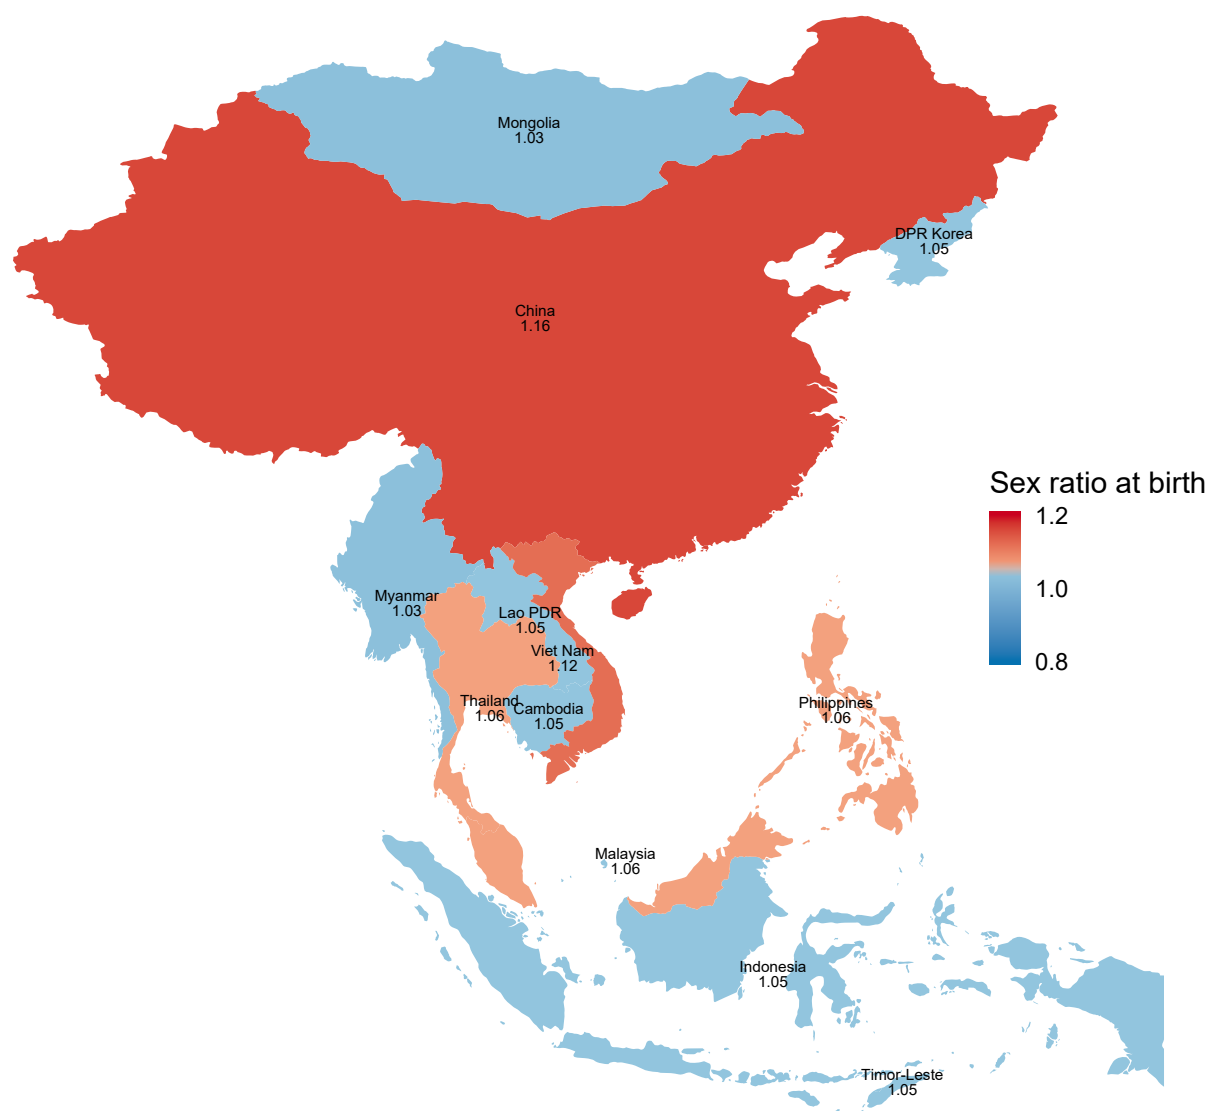 Mongolia
1.03
DPR Korea
1.05
China
1.16
Sex ratio at birth
1.2
1.0
0.8
Myanmar
1.03
Lao PDR
1.05
Viet Nam
1.12
Thailand
1.06
Cambodia
1.05
Philippines
1.06
Malaysia
1.06
Indonesia
1.05
Timor-Leste
1.05